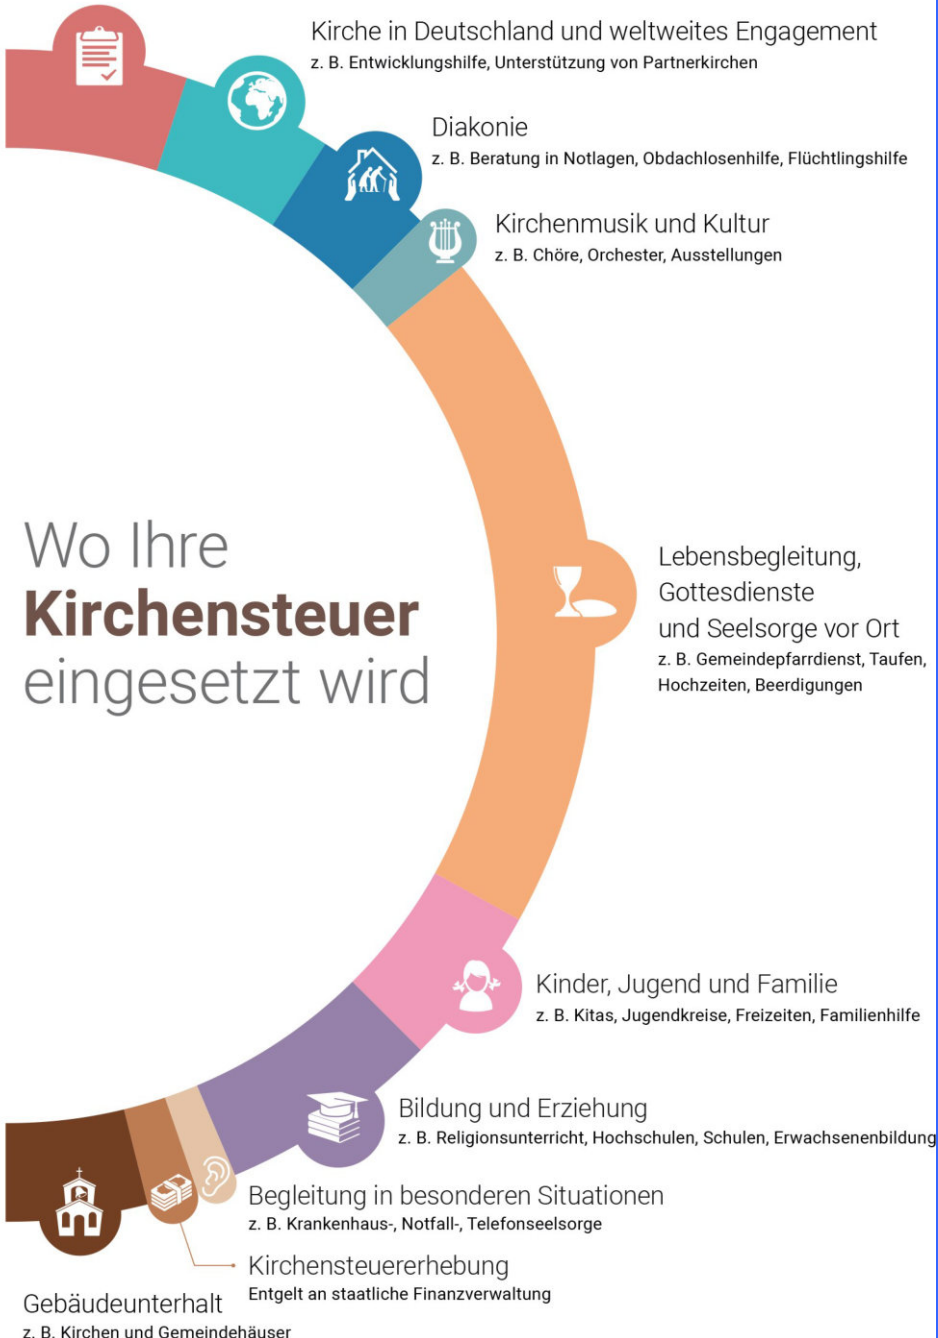 Kirche in Deutschland und weltweites Engagement
z. B. Entwicklungshilfe, Unterstützung von Partnerkirchen
Diakonie
z. B. Beratung in Notlagen, Obdachlosenhilfe, Flüchtlingshilfe
Kirchenmusik und Kultur
z. B. Chöre, Orchester, Ausstellungen
Wo Ihre
Kirchensteuer
eingesetzt wird
Lebensbegleitung,
Gottesdienste
und Seelsorge vor Ort
z. B. Gemeindepfarrdienst, Taufen,
Hochzeiten, Beerdigungen
Kinder, Jugend und Familie
z. B. Kitas, Jugendkreise, Freizeiten, Familienhilfe
Bildung und Erziehung
z. B. Religionsunterricht, Hochschulen, Schulen, Erwachsenenbildung
Begleitung in besonderen Situationen
z. B. Krankenhaus-, Notfall-, Telefonseelsorge
Kirchensteuererhebung
Entgelt an staatliche Finanzverwaltung
Gebäudeunterhalt
z. B. Kirchen und Gemeindehäuser